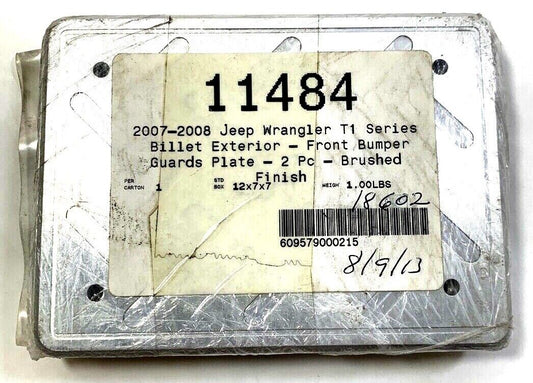 11484
2007-2008 Jeep Wrangler T1 Series
Billet Exterior - Front Bumper
Guards Plate - 2 Pc - Brushed
Finish
PER CARTON 1 STD BOX 12x7x7 WEIGH 1.00LBS
18602
609579000215
8/9/13